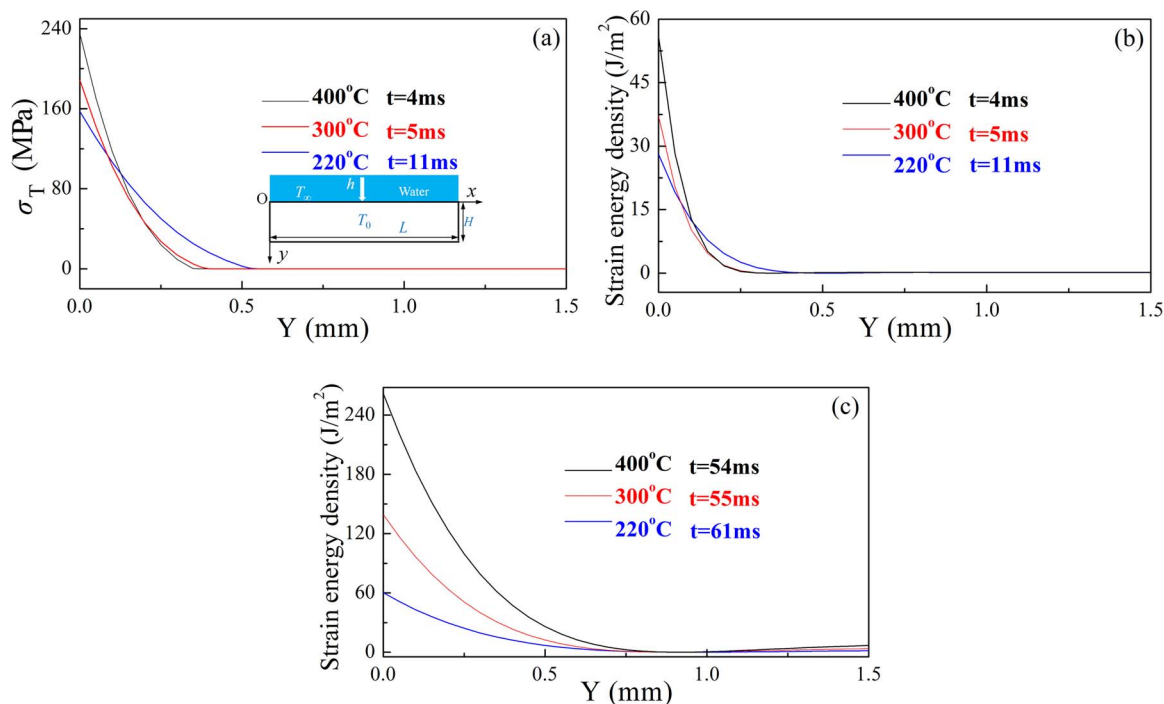 (a)
σT (MPa)
240
160
80
0
400°C t=4ms
300°C t=5ms
220°C t=11ms
h
T∞ Water
O x
T0 L H
y
0.0 0.5 1.0 1.5
Y (mm)
(b)
Strain energy density (J/m²)
60
45
30
15
0
400°C t=4ms
300°C t=5ms
220°C t=11ms
0.0 0.5 1.0 1.5
Y (mm)
(c)
Strain energy density (J/m²)
240
180
120
60
0
400°C t=54ms
300°C t=55ms
220°C t=61ms
0.0 0.5 1.0 1.5
Y (mm)